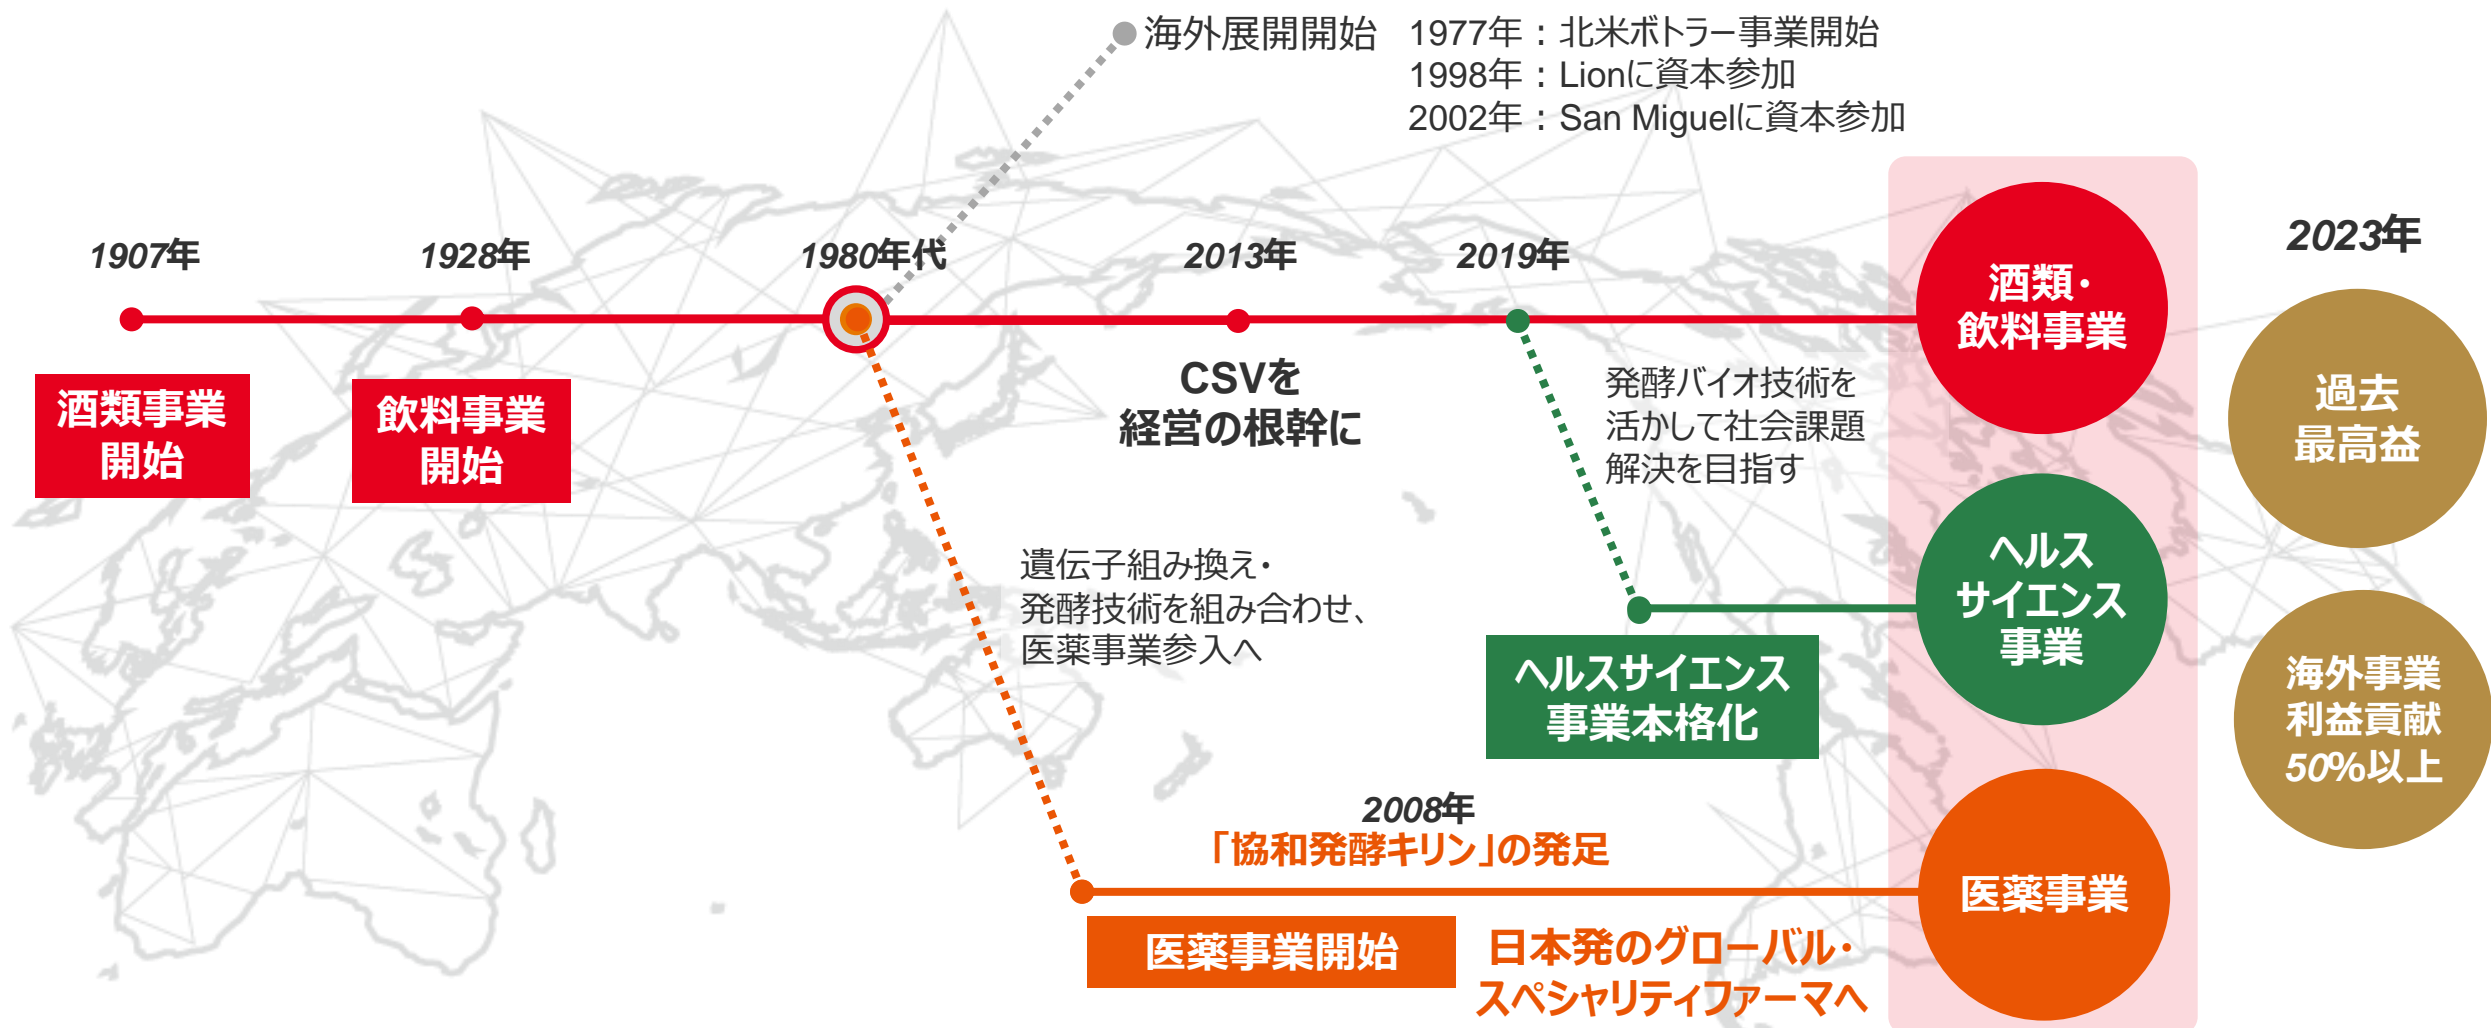 海外展開開始
1977年：北米ボトラー事業開始
1998年：Lionに資本参加
2002年：San Miguelに資本参加
1907年
1928年
1980年代
2013年
2019年
2023年
酒類事業
開始
飲料事業
開始
CSVを
経営の根幹に
発酵バイオ技術を
活かして社会課題
解決を目指す
酒類・
飲料事業
過去
最高益
遺伝子組み換え・
発酵技術を組み合わせ、
医薬事業参入へ
ヘルスサイエンス
事業本格化
ヘルス
サイエンス
事業
海外事業
利益貢献
50%以上
2008年
「協和発酵キリン」の発足
医薬事業開始
日本発のグローバル・
スペシャリティファーマへ
医薬事業